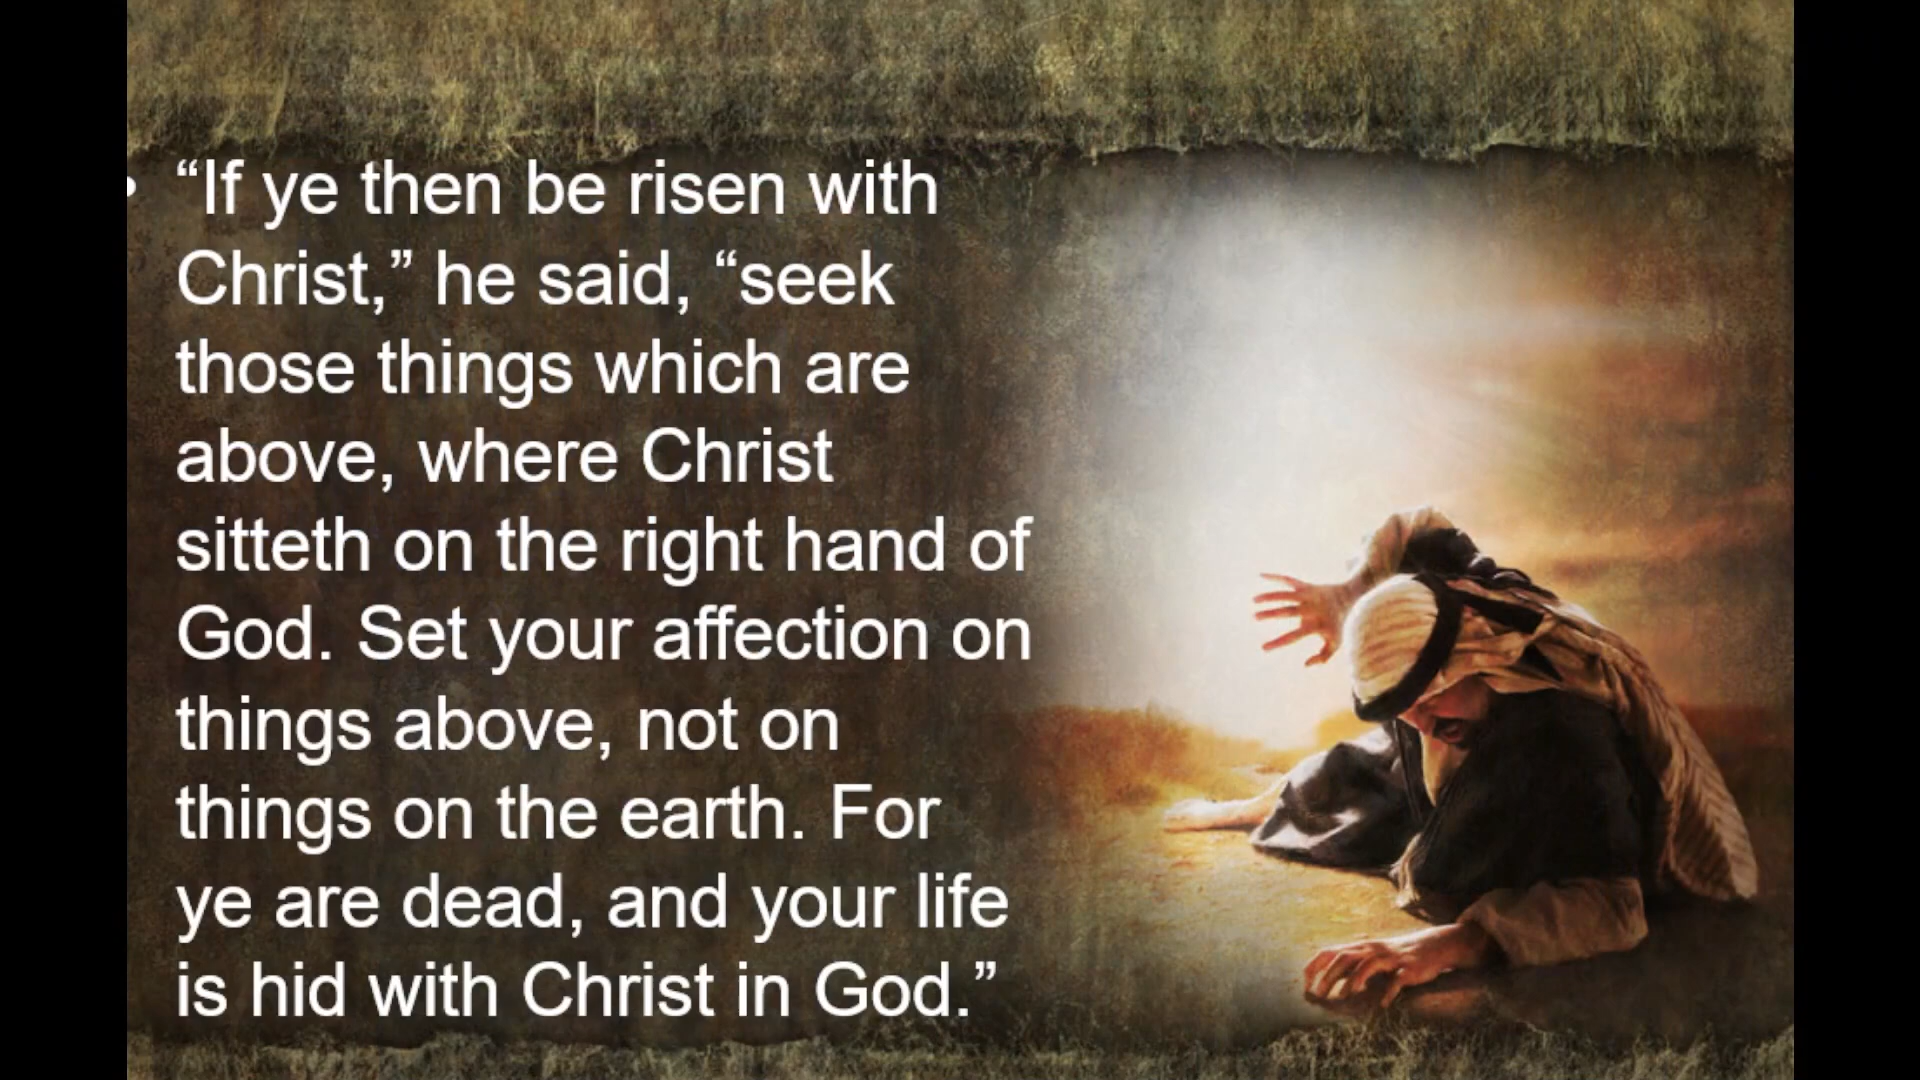 • “If ye then be risen with
Christ,” he said, “seek
those things which are
above, where Christ
sitteth on the right hand of
God. Set your affection on
things above, not on
things on the earth. For
ye are dead, and your life
is hid with Christ in God.”